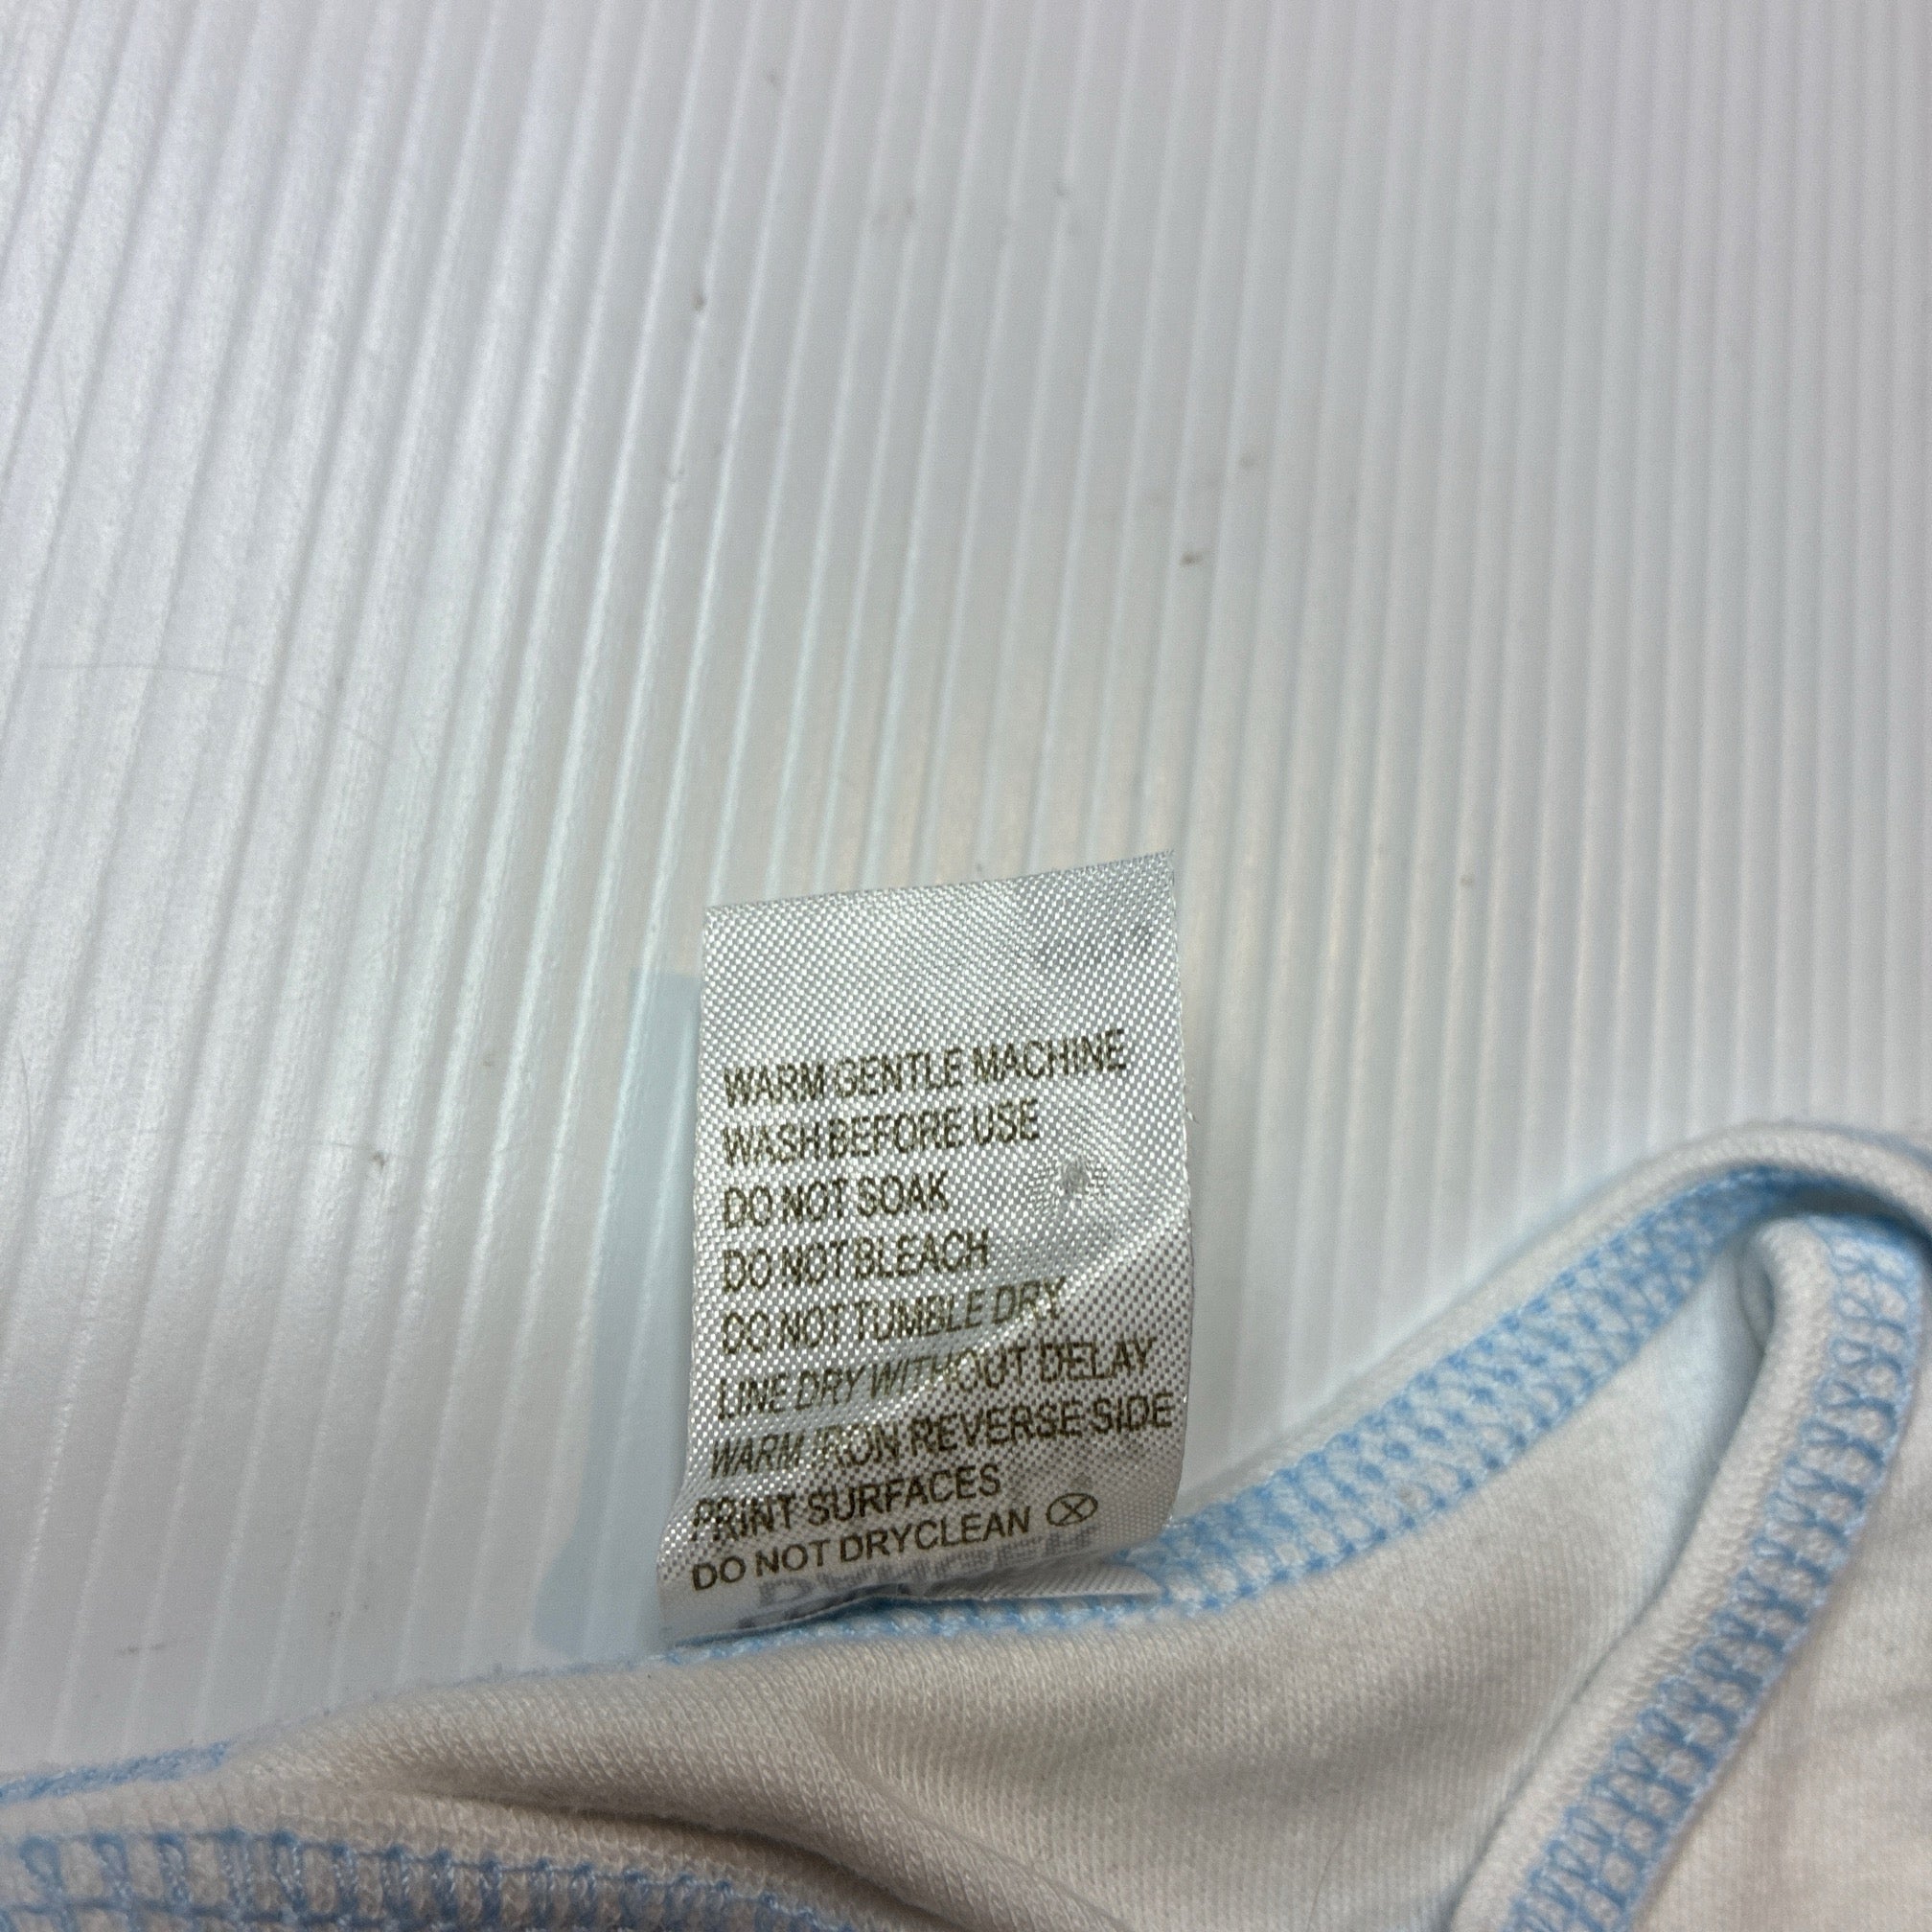 WARM GENTLE MACHINE
WASH BEFORE USE
DO NOT SOAK
DO NOT BLEACH
DO NOT TUMBLE DRY
LINE DRY WITHOUT DELAY
WARM IRON REVERSE SIDE
PRINT SURFACES
DO NOT DRYCLEAN